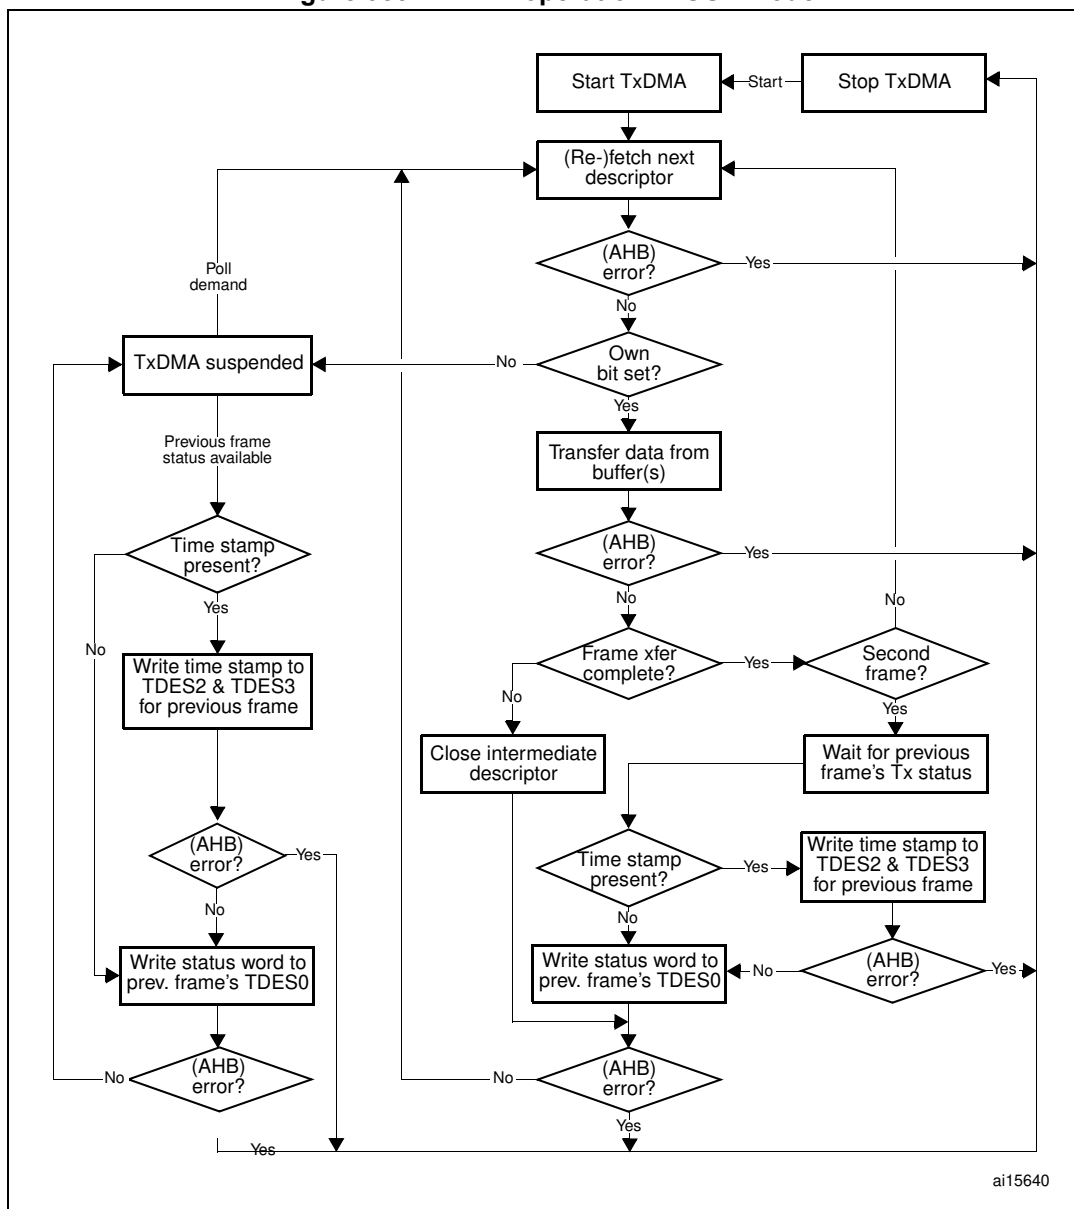 Start TxDMA
Start
Stop TxDMA
(Re-)fetch next
descriptor
(AHB)
error?
Yes
Poll
demand
No
TxDMA suspended
No
Own
bit set?
Yes
Previous frame
status available
Transfer data from
buffer(s)
Time stamp
present?
(AHB)
error?
Yes
No
No
Yes
No
Write time stamp to
TDES2 & TDES3
for previous frame
Frame xfer
complete?
Yes
Second
frame?
No
Yes
Close intermediate
descriptor
Wait for previous
frame's Tx status
(AHB)
error?
Yes
Time stamp
present?
Yes
Write time stamp to
TDES2 & TDES3
for previous frame
No
No
Write status word to
prev. frame's TDES0
Write status word to
prev. frame's TDES0
No
(AHB)
error?
Yes
No
(AHB)
error?
No
(AHB)
error?
Yes
Yes
ai15640